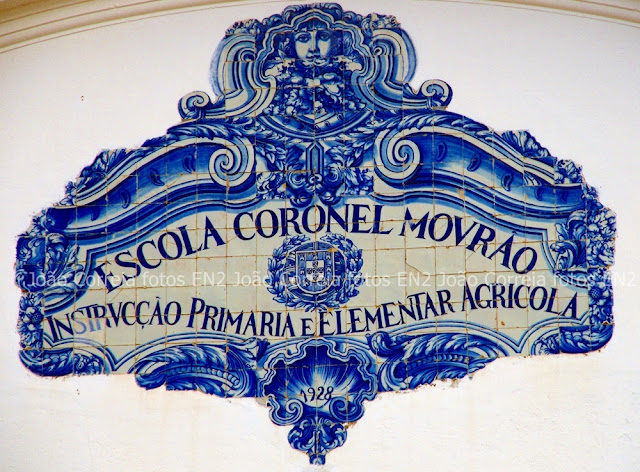 ESCOLA CORONEL MOVRAO
João Correia fotos EN2 João Correia fotos EN2 João Correia fotos EN2
INSTRVCÇÃO PRIMARIA E ELEMENTAR AGRICOLA
1928